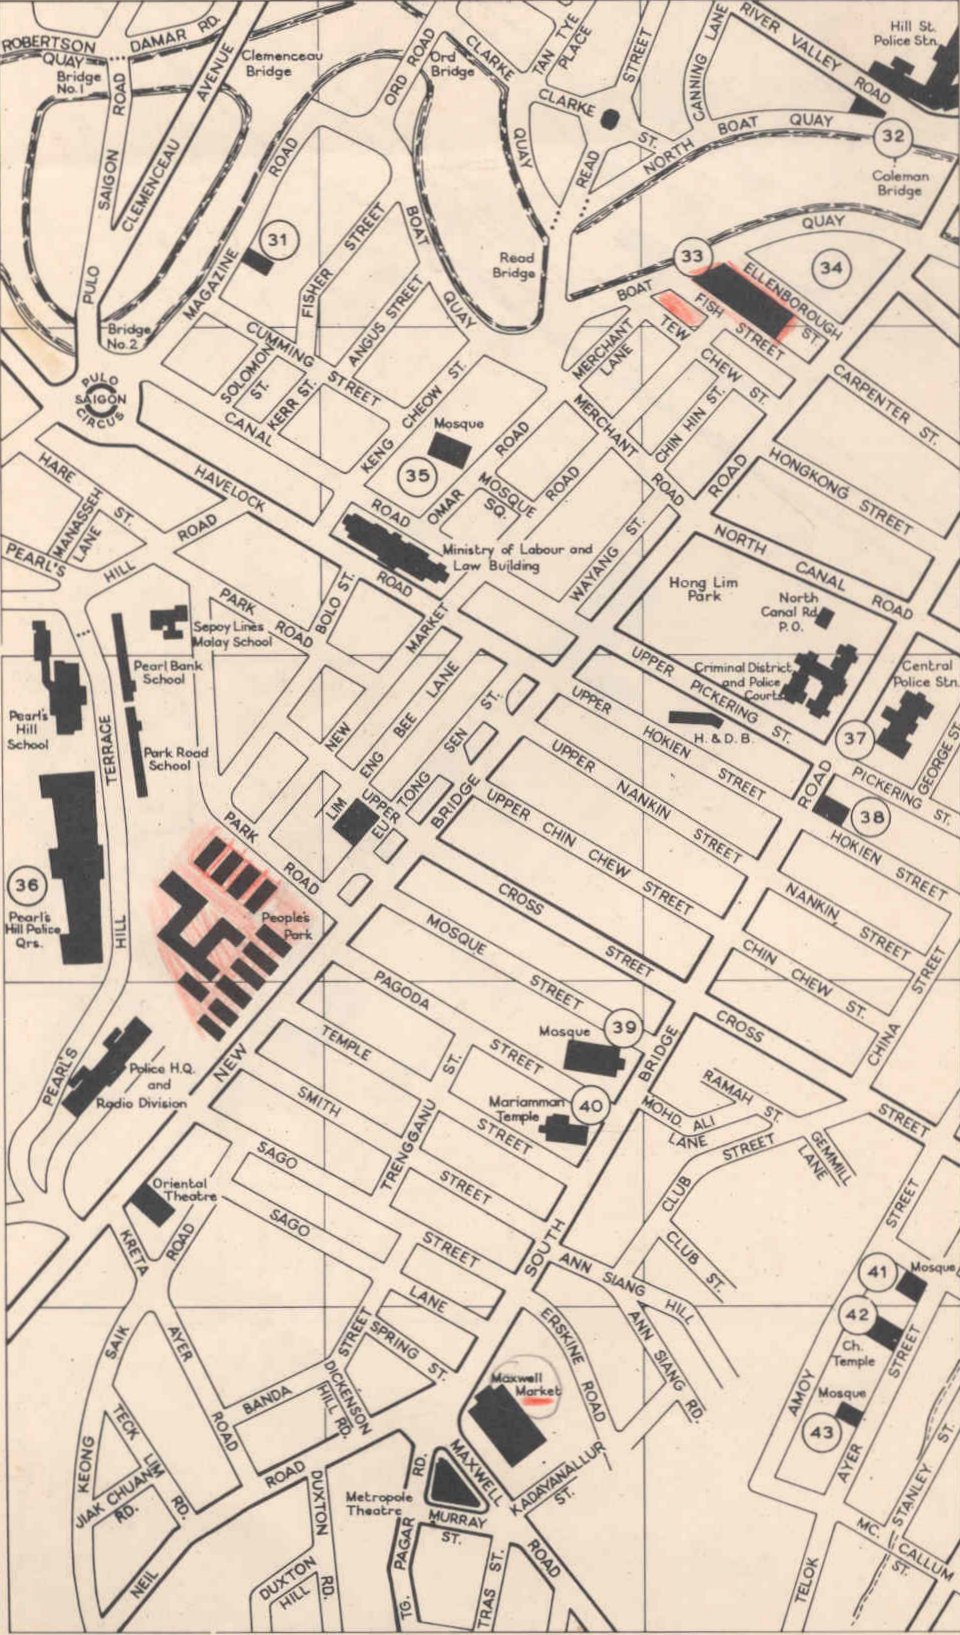 ROBERTSON
QUAY
DAMAR RD.
Bridge
No.1
SAIGON
ROAD
PULO
CLEMENCEAU
AVENUE
Clemenceau
Bridge
ORD ROAD
Ord
Bridge
CLARKE
QUAY
TAN TYE
PLACE
STREET
CANNING LANE
RIVER VALLEY ROAD
Hill St.
Police Stn.
CLARKE
ST.
READ
NORTH
BOAT QUAY
32
Coleman
Bridge
MAGAZINE
ROAD
31
FISHER STREET
BOAT
QUAY
ANGUS STREET
Read
Bridge
33
BOAT
QUAY
34
ELLENBOROUGH
ST
FISH
STREET
TEW
CHEW ST.
Bridge
No.2
PULO
SAIGON
CIRCUS
CUMMING
STREET
SOLOMON
ST.
KERR ST.
CANAL
ROAD
KENG CHEOW ST.
Mosque
35
OMAR
ROAD
MOSQUE
SQ.
ROAD
MERCHANT
LANE
MERCHANT
ROAD
CHIN HIN ST.
ROAD
CARPENTER ST.
HONGKONG STREET
HARE
ST.
MANASSEH
LANE
PEARL'S
HILL
ROAD
HAVELOCK
ROAD
Ministry of Labour and
Law Building
WAYANG ST.
NORTH
CANAL
ROAD
Hong Lim
Park
North
Canal Rd.
P.O.
PARK
ROAD
BOLO ST.
Sepoy Lines
Malay School
Pearl Bank
School
Park Road
School
Pearl's
Hill
School
TERRACE
HILL
PEARL'S
NEW
MARKET
ENG BEE LANE
LIM
UPPER
EU TONG SEN ST.
BRIDGE
UPPER PICKERING ST.
Criminal District
and Police
Courts
H. & D. B.
Central
Police Stn.
37
ROAD
GEORGE ST.
PICKERING ST.
38
UPPER HOKIEN STREET
HOKIEN STREET
UPPER NANKIN STREET
NANKIN STREET
UPPER CHIN CHEW STREET
CHIN CHEW ST.
CHINA STREET
36
Pearl's
Hill Police
Qrs.
PARK
ROAD
People's
Park
CROSS
STREET
CROSS
STREET
MOSQUE STREET
PAGODA STREET
Mosque
39
Mariamman
Temple
40
BRIDGE
SOUTH
Police H.Q.
and
Radio Division
NEW
TEMPLE
STREET
SMITH
STREET
TRENGGANU
ST.
SAGO
STREET
SAGO
LANE
RAMAH ST.
MOHD. ALI
LANE
CLUB STREET
CLUB ST.
GEMMILL
LANE
Oriental
Theatre
KRETA
AYER
ROAD
KEONG
SAIK
ROAD
ANN SIANG HILL
ANN SIANG RD.
ERSKINE ROAD
BANDA
STREET
SPRING ST.
DICKENSON
HILL RD.
Maxwell
Market
41
Mosque
42
Ch.
Temple
Mosque
43
AMOY
STREET
TELOK
AYER
STREET
STANLEY ST.
MC. CALLUM
ST.
TECK LIM
RD.
JIAK CHUAN
RD.
NEIL
ROAD
DUXTON
RD.
DUXTON
HILL
Metropole
Theatre
TG. PAGAR
RD.
MAXWELL
ROAD
MURRAY
ST.
TRAS ST.
KADAYANALLUR
ST.